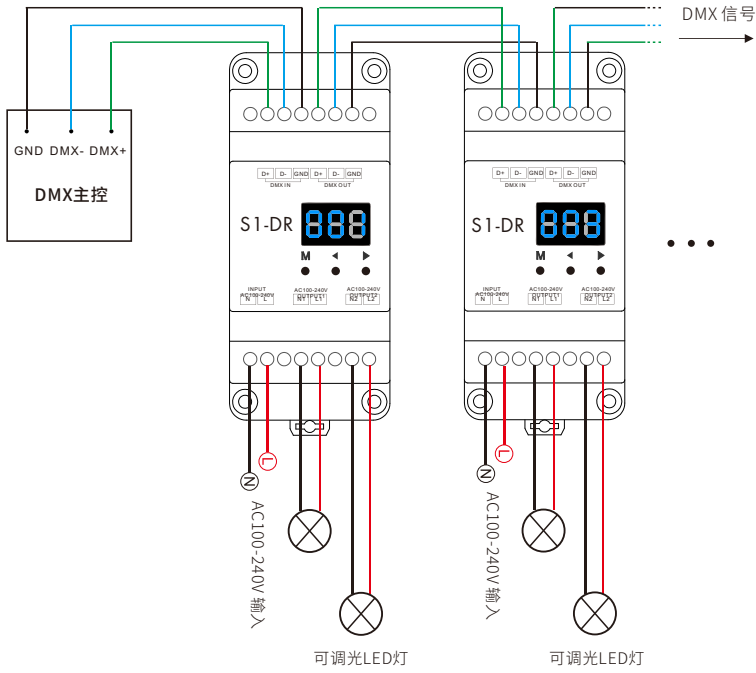 DMX 信号
GND DMX- DMX+
DMX主控
D+ D- GND D+ D- GND
DMX IN DMX OUT
S1-DR
M
INPUT
AC100-240V
N L
AC100-240V
OUTPUT1
N1 L1
AC100-240V
OUTPUT2
N2 L2
D+ D- GND D+ D- GND
DMX IN DMX OUT
S1-DR
M
INPUT
AC100-240V
N L
AC100-240V
OUTPUT1
N1 L1
AC100-240V
OUTPUT2
N2 L2
L
N
AC100-240V 输入
L
N
AC100-240V 输入
可调光LED灯
可调光LED灯